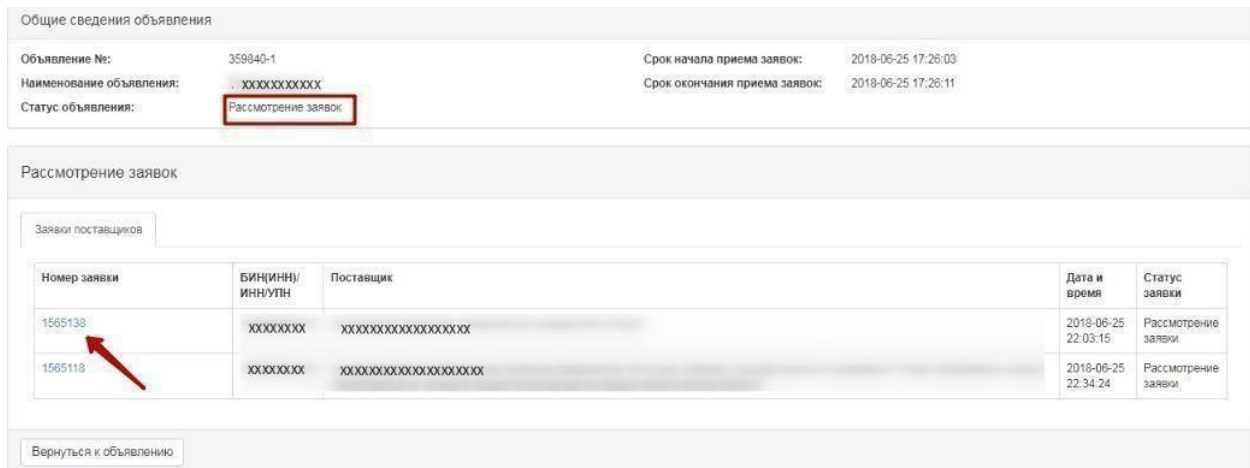 Общие сведения объявления
Объявление №: 359840-1 Срок начала приема заявок: 2018-06-25 17:26:03
Наименование объявления: XXXXXXXXXXX Срок окончания приема заявок: 2018-06-25 17:26:11
Статус объявления: Рассмотрение заявок
Рассмотрение заявок
Заявки поставщиков
Номер заявки БИН(ИНН)/ Поставщик Дата и Статус
ИНН/УПН время заявки
1565138 XXXXXXXX XXXXXXXXXXXXXXXXXX 2018-06-25 Рассмотрение
22:03:15 заявки
1565118 XXXXXXXX XXXXXXXXXXXXXXXXXXXX 2018-06-25 Рассмотрение
22:34:24 заявки
Вернуться к объявлению